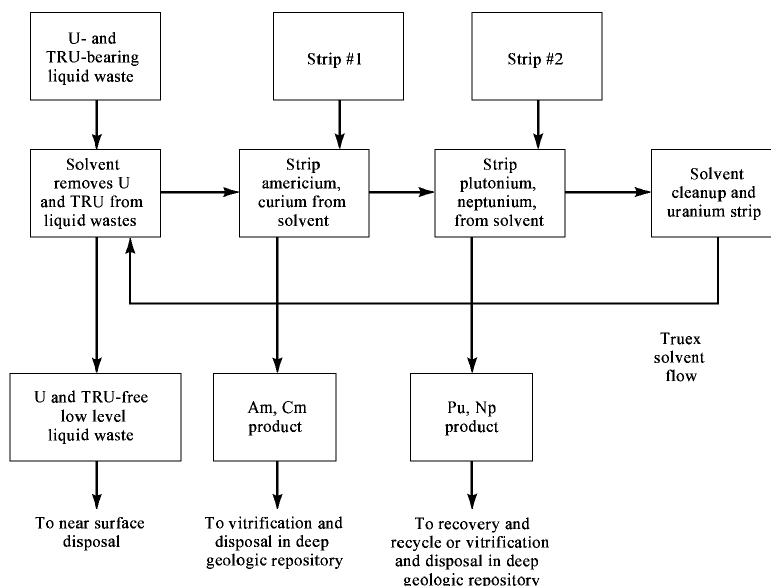 U- and
TRU-bearing
liquid waste
Strip #1
Strip #2
Solvent
removes U
and TRU from
liquid wastes
Strip
americium,
curium from
solvent
Strip
plutonium,
neptunium,
from solvent
Solvent
cleanup and
uranium strip
Truex
solvent
flow
U and TRU-free
low level
liquid waste
Am, Cm
product
Pu, Np
product
To near surface
disposal
To vitrification and
disposal in deep
geologic repository
To recovery and
recycle or vitrification
and disposal in deep
geologic repository